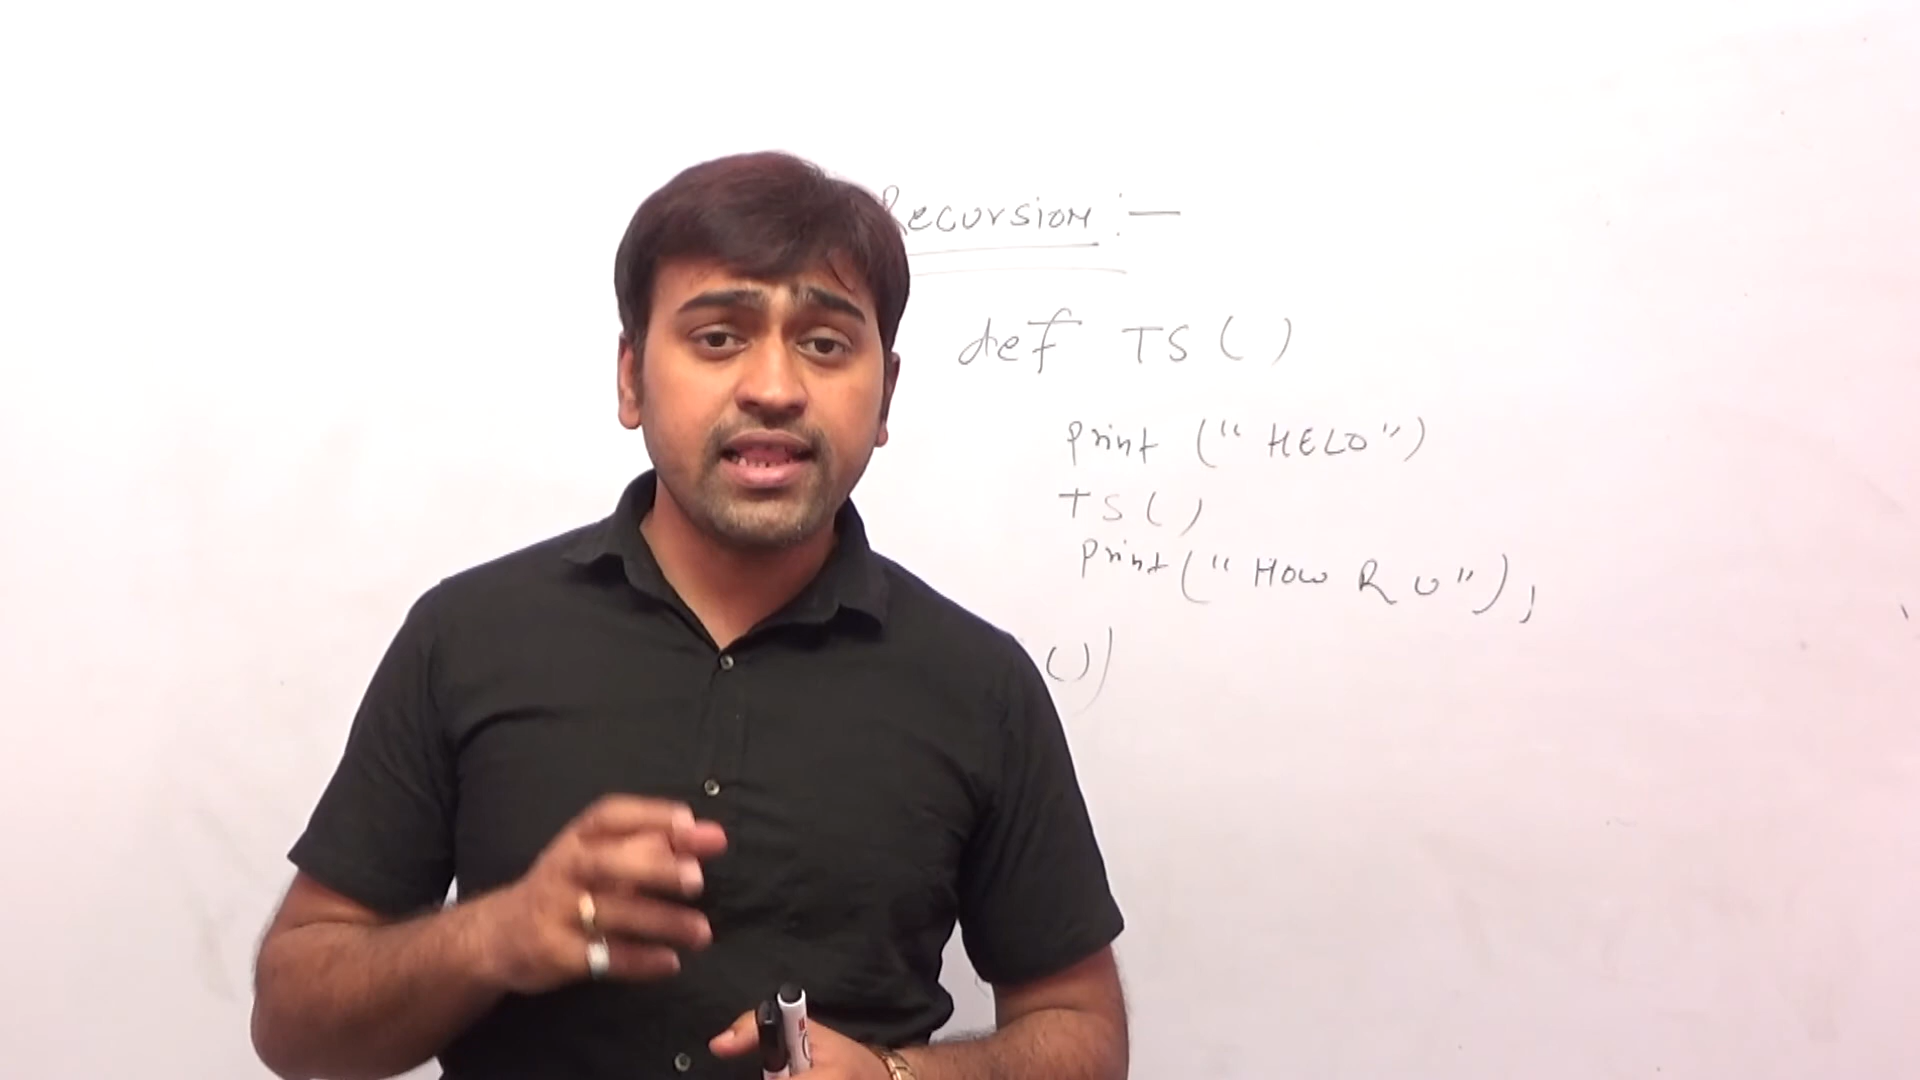 Recursion :—
def TS()
print ("HELO")
TS()
print("HOW R U");
()